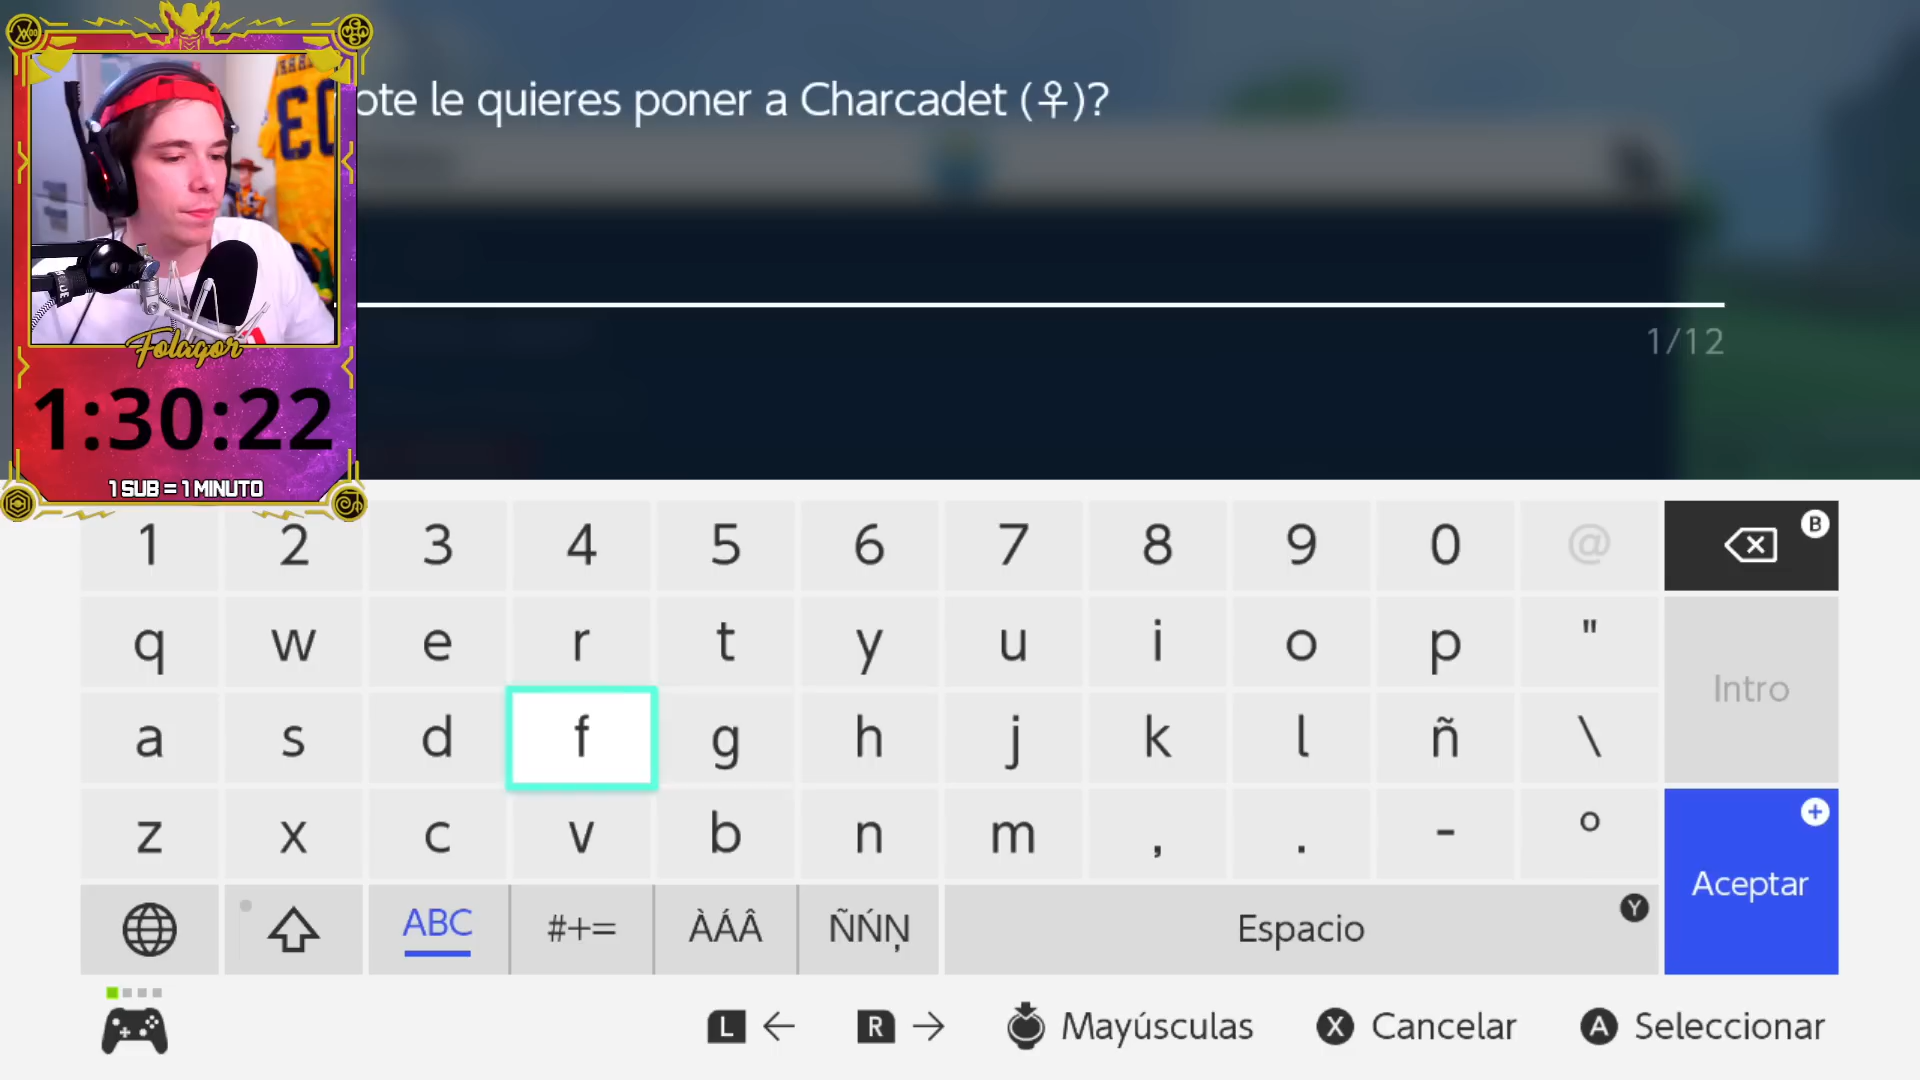 ote le quieres poner a Charcadet (♀)?
1/12
Folagor
1:30:22
1 SUB = 1 MINUTO
1 2 3 4 5 6 7 8 9 0 @ B
q w e r t y u i o p "
Intro
a s d f g h j k l ñ \
z x c v b n m , . - º
+
Aceptar
ABC #+= ÀÁÂ ÑŃŅ Espacio Y
L ← R → Mayúsculas X Cancelar A Seleccionar